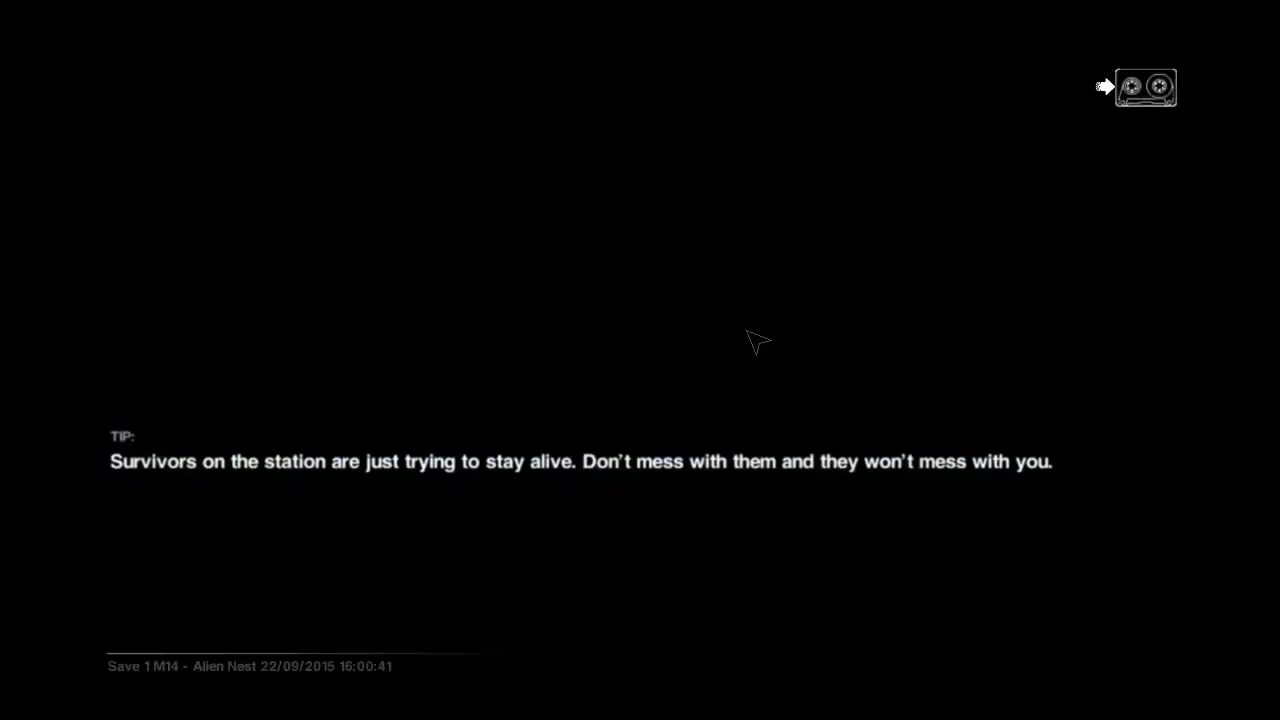 TIP:
Survivors on the station are just trying to stay alive. Don't mess with them and they won't mess with you.
Save 1 M14 - Alien Nest 22/09/2015 16:00:41